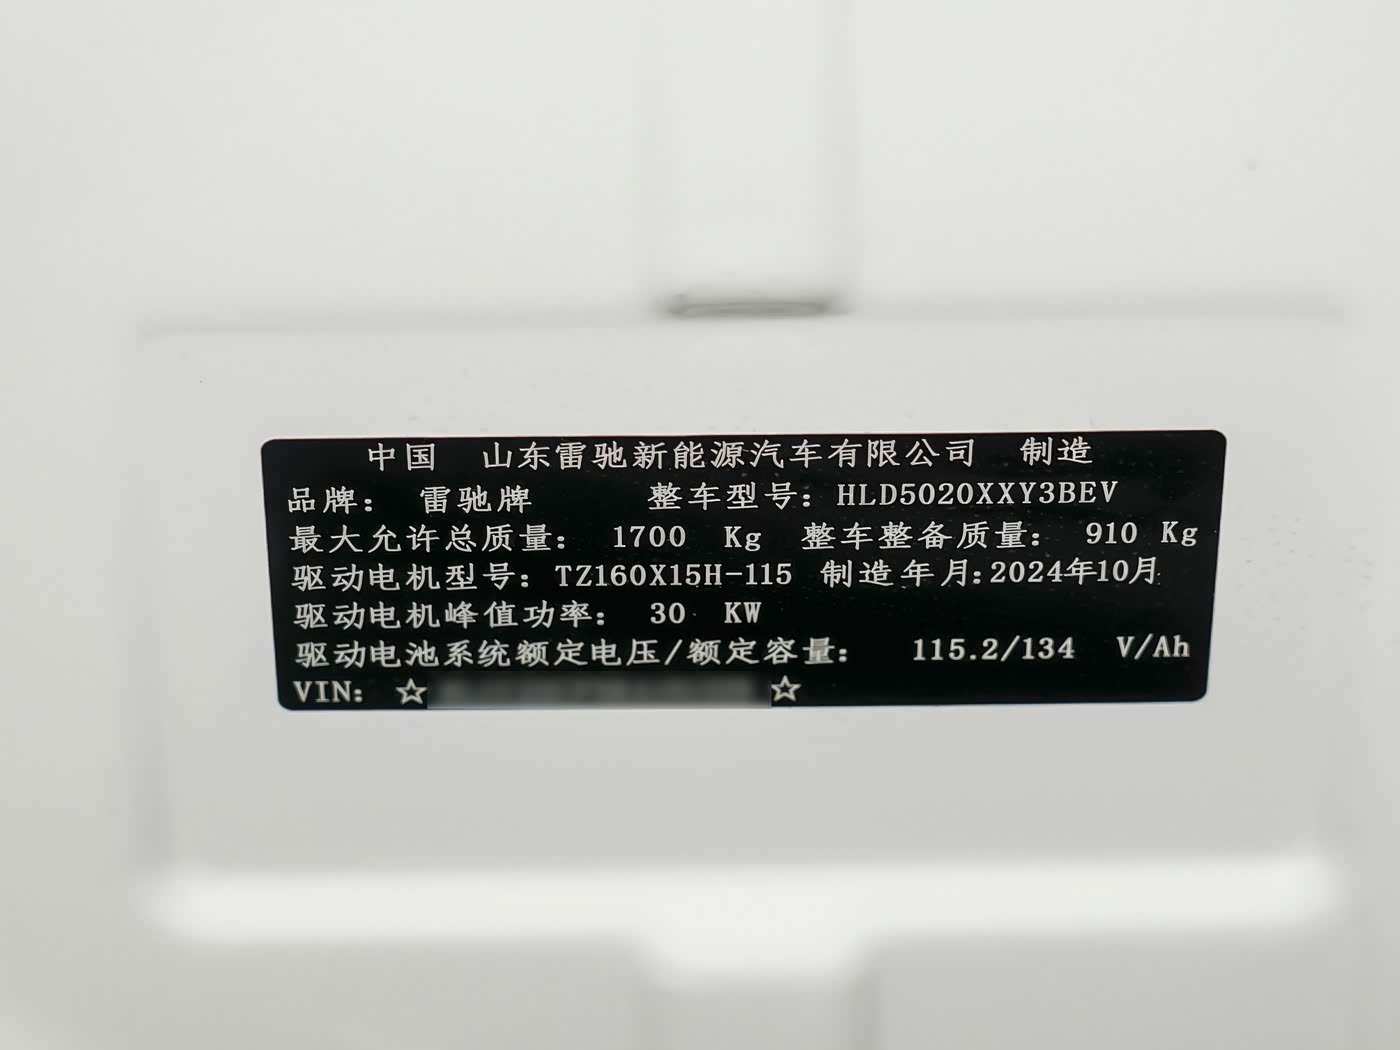 中国 山东雷驰新能源汽车有限公司 制造
品牌： 雷驰牌 整车型号：HLD5020XXY3BEV
最大允许总质量： 1700 Kg 整车整备质量： 910 Kg
驱动电机型号：TZ160X15H-115 制造年月:2024年10月
驱动电机峰值功率： 30 KW
驱动电池系统额定电压/额定容量： 115.2/134 V/Ah
VIN: ☆ ☆